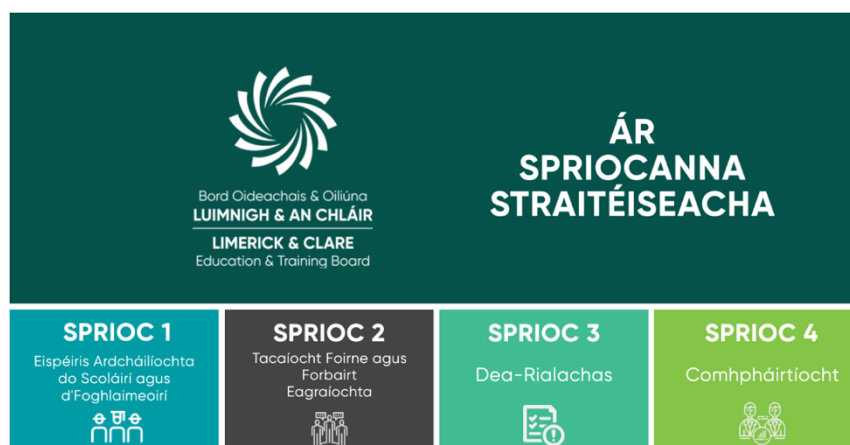 Bord Oideachais & Oiliúna
LUIMNIGH & AN CHLÁIR
LIMERICK & CLARE
Education & Training Board
ÁR
SPRIOCANNA
STRAITÉISEACHA
SPRIOC 1
Eispéiris Ardcháilíochta
do Scoláirí agus
d'Foghlaimeoirí
SPRIOC 2
Tacaíocht Foirne agus
Forbairt
Eagraíochta
SPRIOC 3
Dea-Rialachas
SPRIOC 4
Comhpháirtíocht